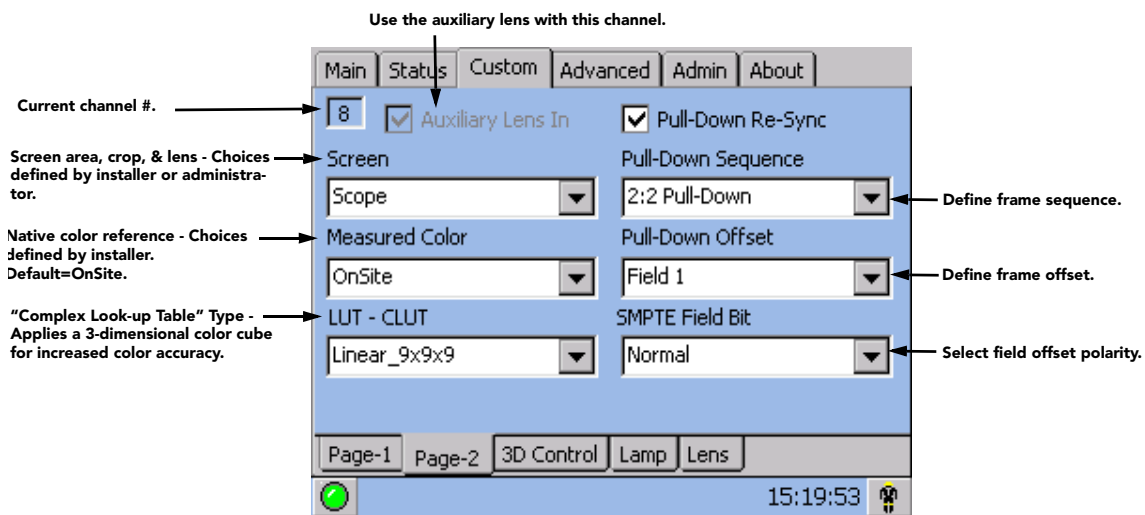 Use the auxiliary lens with this channel.
Main Status Custom Advanced Admin About
Current channel #.
8 Auxiliary Lens In Pull-Down Re-Sync
Screen area, crop, & lens - Choices
defined by installer or administra-
tor.
Screen Pull-Down Sequence
Scope 2:2 Pull-Down
Define frame sequence.
Native color reference - Choices
defined by installer.
Default=OnSite.
Measured Color Pull-Down Offset
OnSite Field 1
Define frame offset.
"Complex Look-up Table" Type -
Applies a 3-dimensional color cube
for increased color accuracy.
LUT - CLUT SMPTE Field Bit
Linear_9x9x9 Normal
Select field offset polarity.
Page-1 Page-2 3D Control Lamp Lens
15:19:53